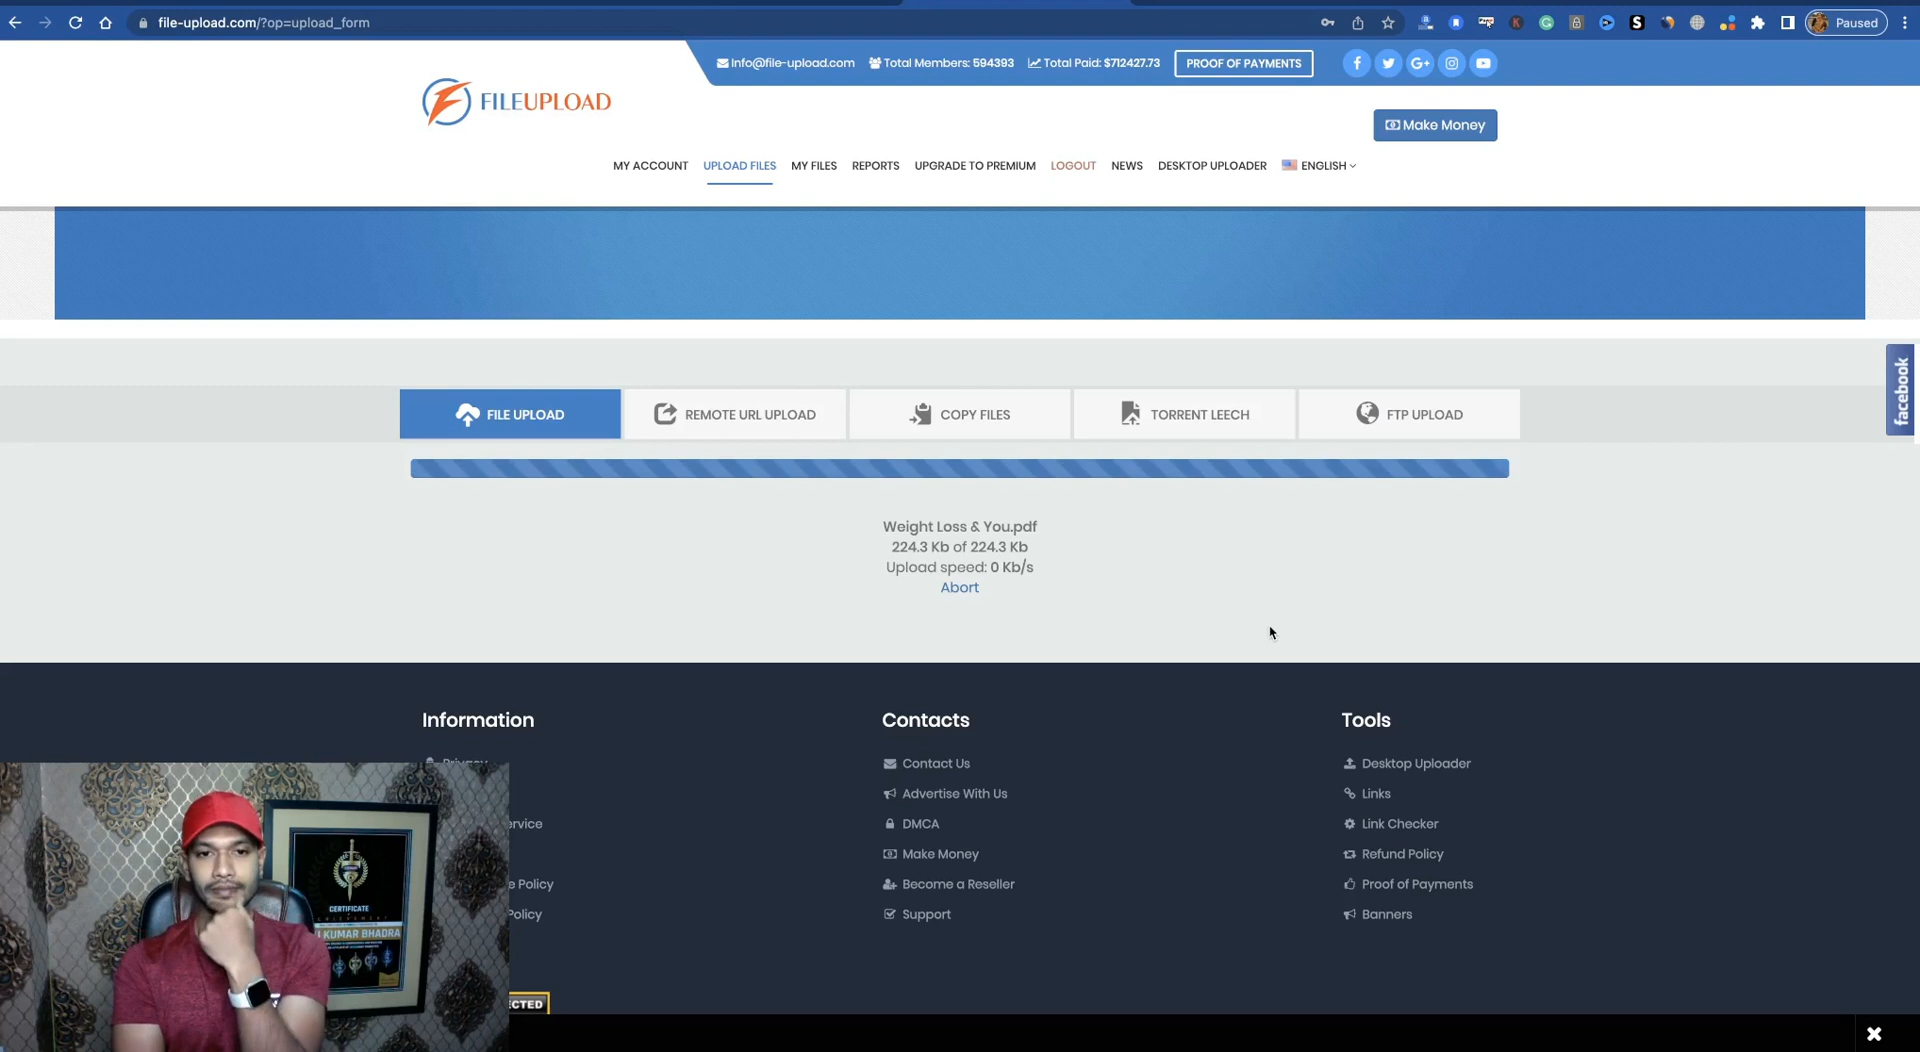 file-upload.com/?op=upload_form
Paused
Info@file-upload.com Total Members: 594393 Total Paid: $712427.73 PROOF OF PAYMENTS
FILEUPLOAD
Make Money
MY ACCOUNT UPLOAD FILES MY FILES REPORTS UPGRADE TO PREMIUM LOGOUT NEWS DESKTOP UPLOADER ENGLISH
facebook
FILE UPLOAD REMOTE URL UPLOAD COPY FILES TORRENT LEECH FTP UPLOAD
Weight Loss & You.pdf
224.3 Kb of 224.3 Kb
Upload speed: 0 Kb/s
Abort
Information
Privacy
ervice
e Policy
Policy
ECTED
Contacts
Contact Us
Advertise With Us
DMCA
Make Money
Become a Reseller
Support
Tools
Desktop Uploader
Links
Link Checker
Refund Policy
Proof of Payments
Banners
CERTIFICATE
KUMAR BHADRA